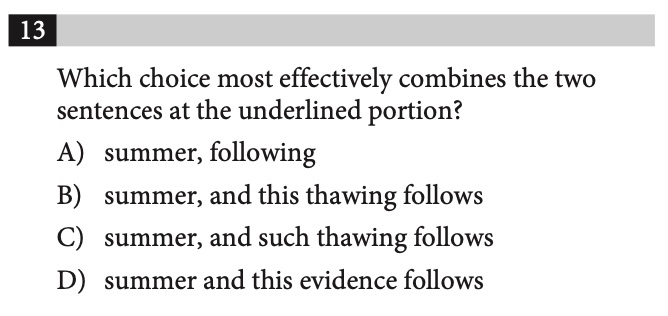 13
Which choice most effectively combines the two
sentences at the underlined portion?
A) summer, following
B) summer, and this thawing follows
C) summer, and such thawing follows
D) summer and this evidence follows